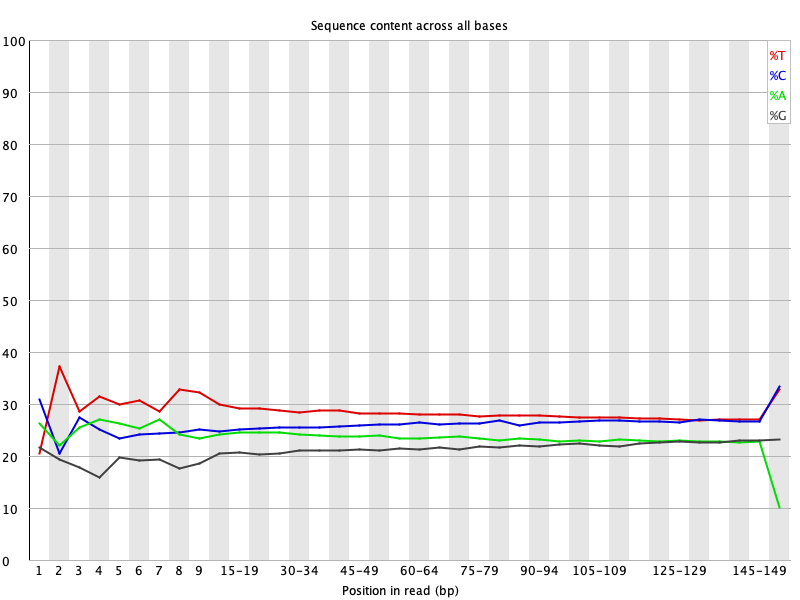 Sequence content across all bases
100
90
80
70
60
50
40
30
20
10
0
%T
%C
%A
%G
1 2 3 4 5 6 7 8 9 15-19 30-34 45-49 60-64 75-79 90-94 105-109 125-129 145-149
Position in read (bp)